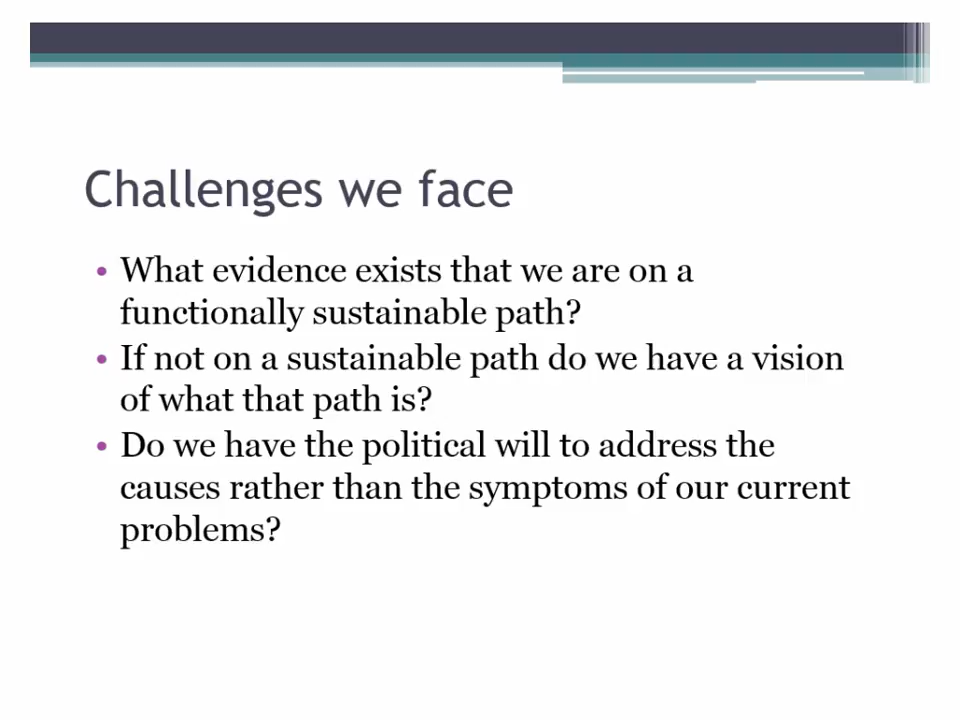 Challenges we face
• What evidence exists that we are on a
functionally sustainable path?
• If not on a sustainable path do we have a vision
of what that path is?
• Do we have the political will to address the
causes rather than the symptoms of our current
problems?